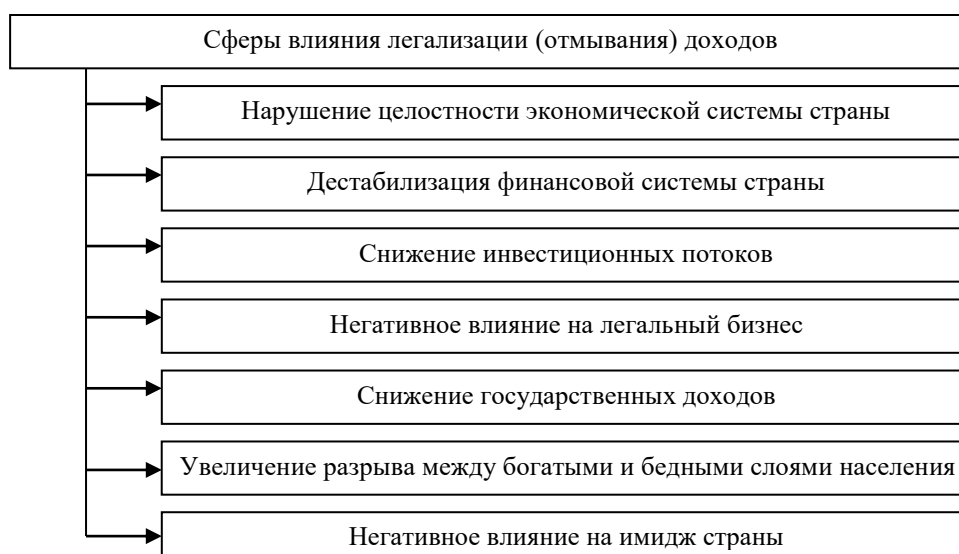 Сферы влияния легализации (отмывания) доходов
Нарушение целостности экономической системы страны
Дестабилизация финансовой системы страны
Снижение инвестиционных потоков
Негативное влияние на легальный бизнес
Снижение государственных доходов
Увеличение разрыва между богатыми и бедными слоями населения
Негативное влияние на имидж страны